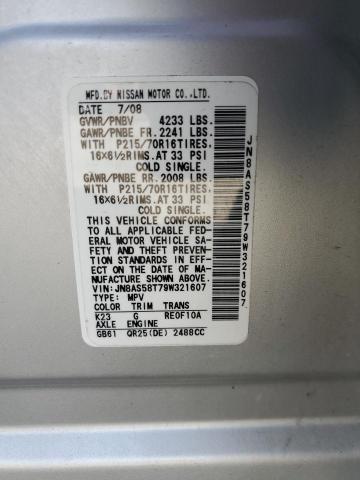 MFD.BY NISSAN MOTOR CO.,LTD.
DATE 7/08
GVWR/PNBV 4233 LBS.
GAWR/PNBE FR. 2241 LBS.
WITH P215/70R16TIRES.
16X6½RIMS.AT 33 PSI
COLD SINGLE.
GAWR/PNBE RR. 2008 LBS.
WITH P215/70R16TIRES.
16X6½RIMS.AT 33 PSI
COLD SINGLE.
THIS VEHICLE CONFORMS
TO ALL APPLICABLE FED-
ERAL MOTOR VEHICLE SA-
FETY AND THEFT PREVEN-
TION STANDARDS IN EFFECT
ON THE DATE OF MA-
NUFACTURE SHOWN ABOVE.
VIN:JN8AS58T79W321607
TYPE: MPV
COLOR TRIM TRANS
K23 G RE0F10A
AXLE ENGINE
GB61 QR25(DE) 2488CC
JN8AS58T79W321607